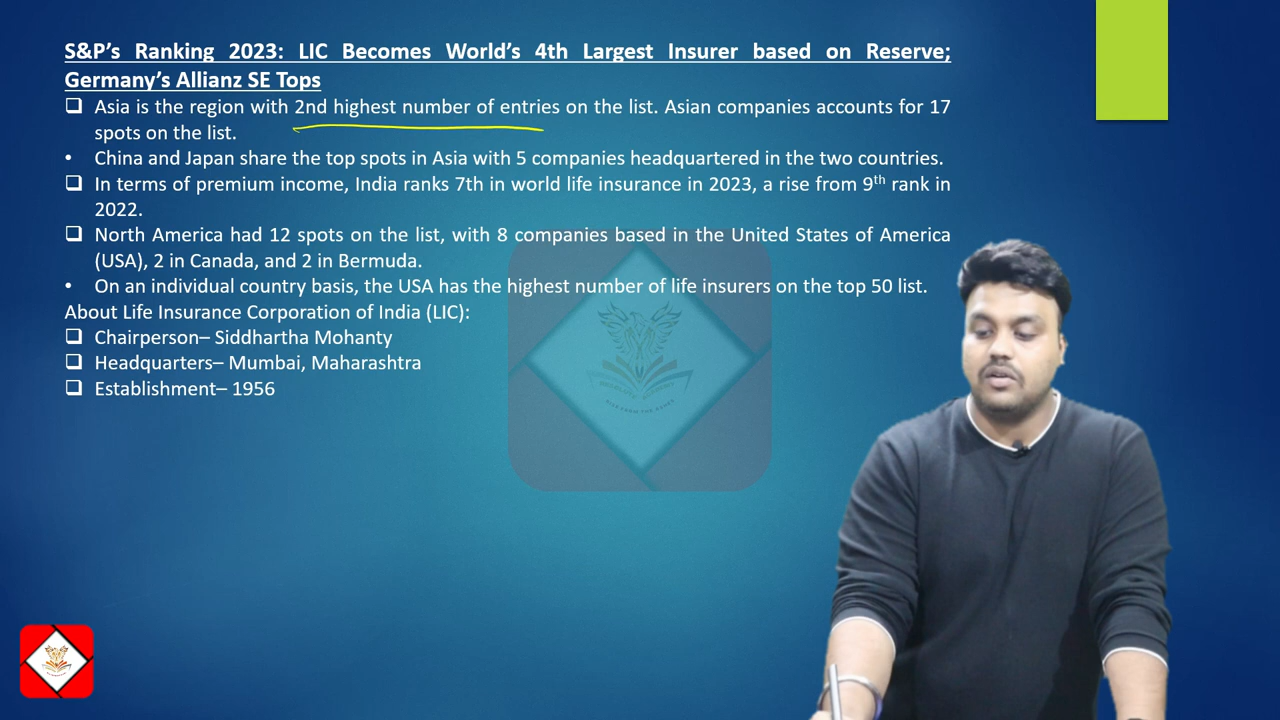 S&P's Ranking 2023: LIC Becomes World's 4th Largest Insurer based on Reserve;
Germany's Allianz SE Tops
❑ Asia is the region with 2nd highest number of entries on the list. Asian companies accounts for 17
spots on the list.
• China and Japan share the top spots in Asia with 5 companies headquartered in the two countries.
❑ In terms of premium income, India ranks 7th in world life insurance in 2023, a rise from 9th rank in
2022.
❑ North America had 12 spots on the list, with 8 companies based in the United States of America
(USA), 2 in Canada, and 2 in Bermuda.
• On an individual country basis, the USA has the highest number of life insurers on the top 50 list.
About Life Insurance Corporation of India (LIC):
❑ Chairperson– Siddhartha Mohanty
❑ Headquarters– Mumbai, Maharashtra
❑ Establishment– 1956